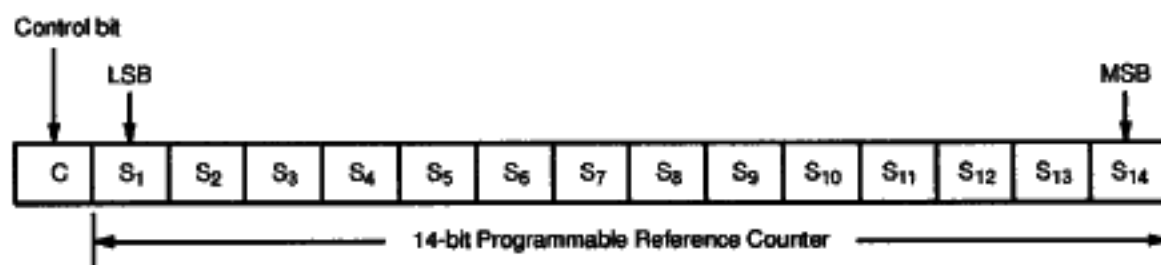 Control bit
LSB
MSB
C S₁ S₂ S₃ S₄ S₅ S₆ S₇ S₈ S₉ S₁₀ S₁₁ S₁₂ S₁₃ S₁₄
14-bit Programmable Reference Counter